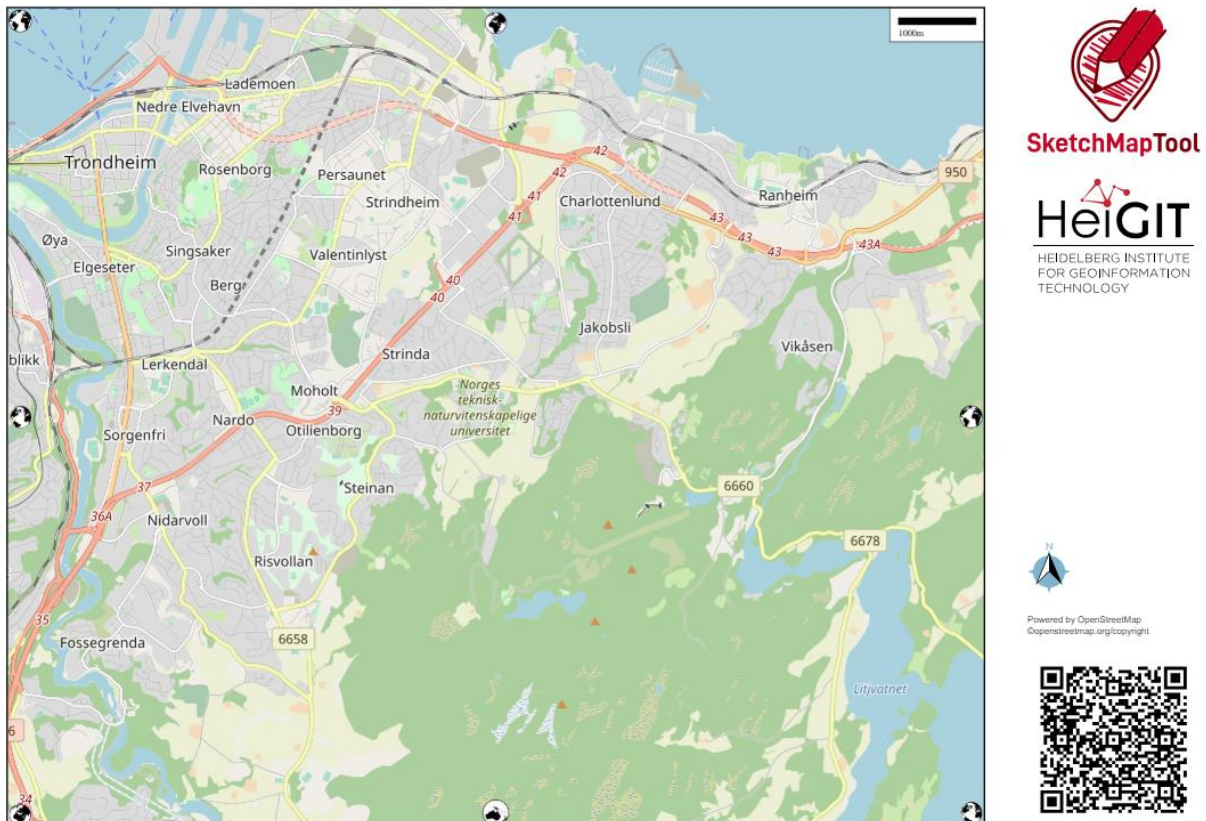 1000m
Lademoen
Nedre Elvehavn
Trondheim
Rosenborg
Persaunet
Strindheim
Charlottenlund
Ranheim
950
42
42
41
41
43
43
43
43A
Øya
Elgeseter
Singsaker
Valentinlyst
Berg
40
40
Jakobsli
Vikåsen
blikk
Lerkendal
Strinda
Moholt
39
Norges
teknisk-
naturvitenskapelige
universitet
Nardo
Otilienborg
Sorgenfri
37
Steinan
6660
36A
Nidarvoll
6678
Risvollan
35
Fossegrenda
6658
Litjvatnet
6
34
SketchMapTool
HeiGIT
HEIDELBERG INSTITUTE
FOR GEOINFORMATION
TECHNOLOGY
N
Powered by OpenStreetMap
©openstreetmap.org/copyright